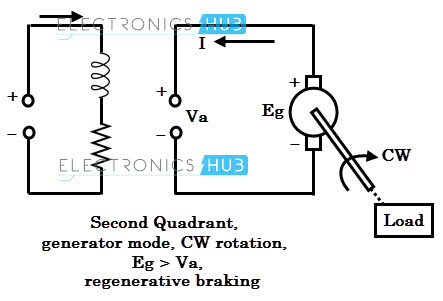 ELECTRONICS HUB
I
+
+
+
Va
Eg
−
−
−
CW
ELECTRONICS HUB
Load
Second Quadrant,
generator mode, CW rotation,
Eg > Va,
regenerative braking